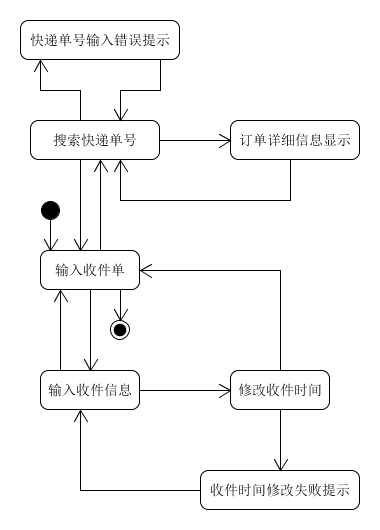 快递单号输入错误提示
搜索快递单号
订单详细信息显示
输入收件单
输入收件信息
修改收件时间
收件时间修改失败提示